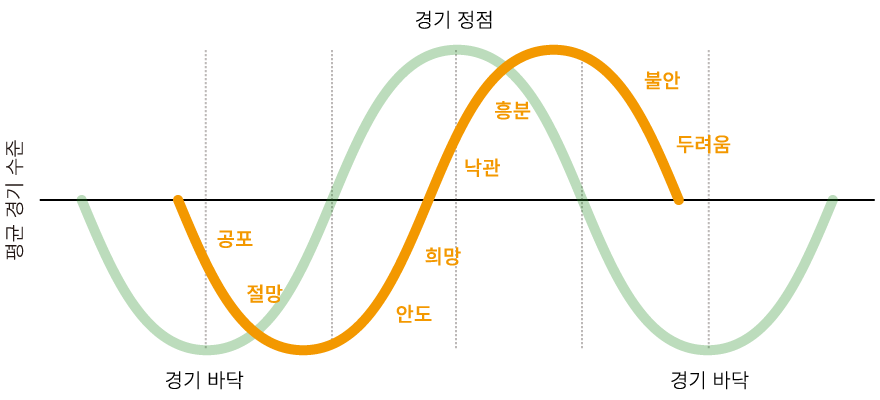 경기 정점
불안
흥분
두려움
낙관
평균 경기 수준
공포
희망
절망
안도
경기 바닥
경기 바닥